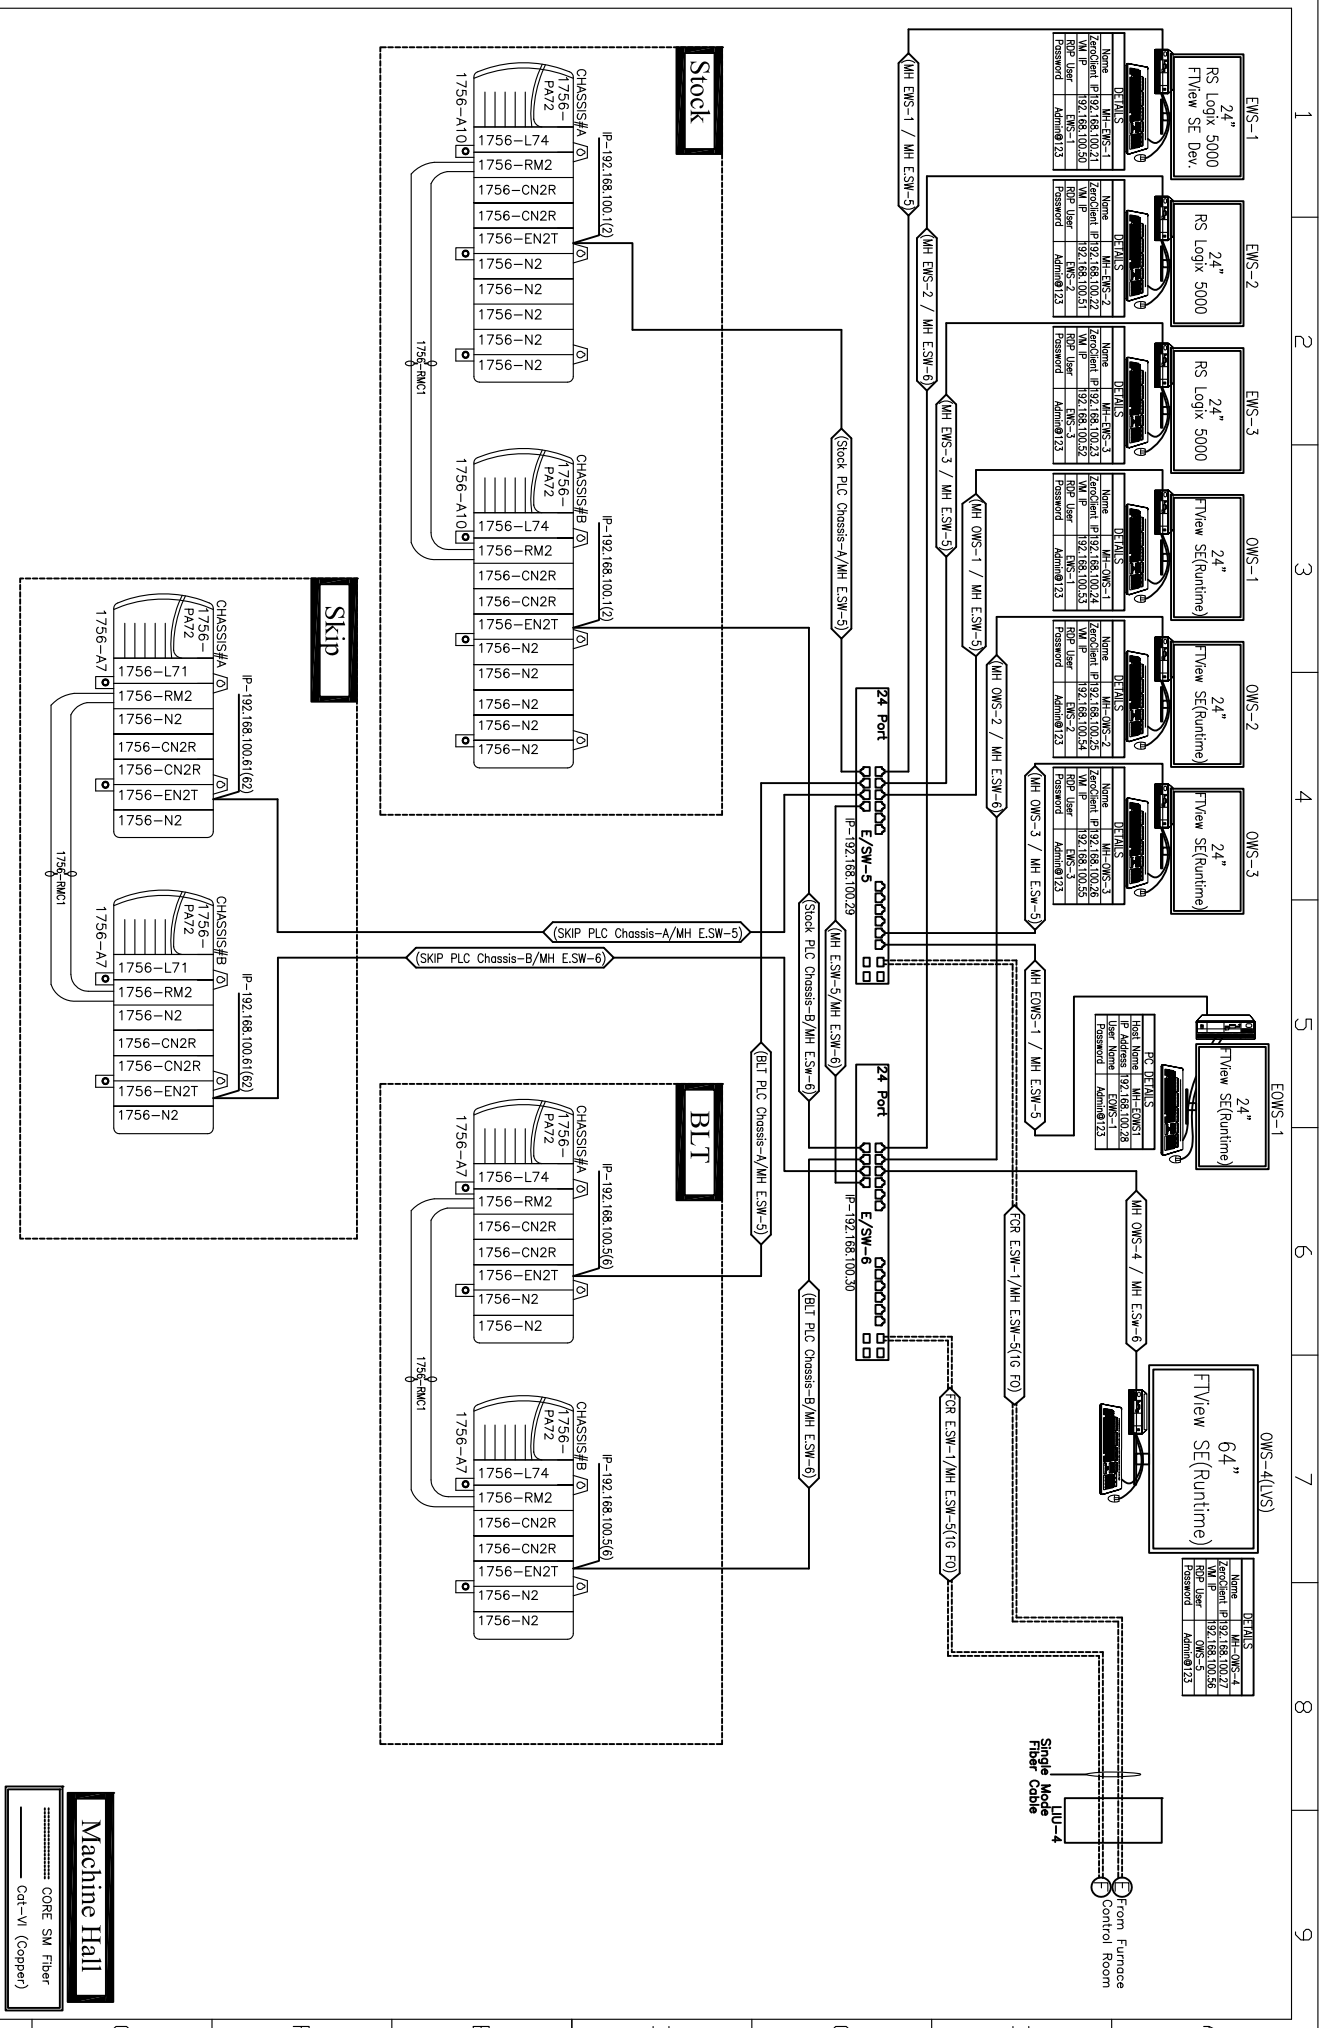 1
2
3
4
5
6
7
8
9
EWS-1
24"
RS Logix 5000
FTView SE Dev.
DETAILS
Name MH-EWS-1
ZeroClient IP 192.168.100.21
VM IP 192.168.100.50
RDP User EWS-1
Password Admin@123
EWS-2
24"
RS Logix 5000
DETAILS
Name MH-EWS-2
ZeroClient IP 192.168.100.22
VM IP 192.168.100.51
RDP User EWS-2
Password Admin@123
EWS-3
24"
RS Logix 5000
DETAILS
Name MH-EWS-3
ZeroClient IP 192.168.100.23
VM IP 192.168.100.52
RDP User EWS-3
Password Admin@123
OWS-1
24"
FTView SE(Runtime)
DETAILS
Name MH-OWS-1
ZeroClient IP 192.168.100.24
VM IP 192.168.100.53
RDP User EWS-1
Password Admin@123
OWS-2
24"
FTView SE(Runtime)
DETAILS
Name MH-OWS-2
ZeroClient IP 192.168.100.25
VM IP 192.168.100.54
RDP User EWS-2
Password Admin@123
OWS-3
24"
FTView SE(Runtime)
DETAILS
Name MH-OWS-3
ZeroClient IP 192.168.100.26
VM IP 192.168.100.55
RDP User EWS-3
Password Admin@123
EOWS-1
24"
FTView SE(Runtime)
PC DETAILS
Host Name MH-EOWS1
IP Address 192.168.100.28
User Name EOWS-1
Password Admin@123
OWS-4(LVS)
64"
FTView SE(Runtime)
DETAILS
Name MH-OWS-4
ZeroClient IP 192.168.100.27
VM IP 192.168.100.56
RDP User OWS-5
Password Admin@123
(MH EWS-1 / MH E.SW-5)
(MH EWS-2 / MH E.SW-6)
(MH EWS-3 / MH E.SW-5)
(MH OWS-1 / MH E.SW-5)
(MH OWS-2 / MH E.SW-6)
(MH OWS-3 / MH E.Sw-5)
(MH EOWS-1 / MH E.SW-5
MH OWS-4 / MH E.Sw-6
FCR E.SW-1/MH E.SW-5(1G FO)
FCR E.SW-1/MH E.SW-5(1G FO)
Single Mode
Fiber Cable
LIU-4
From Furnace
Control Room
24 Port
E/SW-5
IP-192.168.100.29
24 Port
E/SW-6
IP-192.168.100.30
(Stock PLC Chassis-A/MH E.SW-5)
(MH E.SW-5/MH E.SW-6)
(Stock PLC Chassis-B/MH E.Sw-6)
(BLT PLC Chassis-A/MH E.SW-5)
(BLT PLC Chassis-B/MH E.SW-6)
(SKIP PLC Chassis-A/MH E.SW-5)
(SKIP PLC Chassis-B/MH E.SW-6)
Stock
IP-192.168.100.1(2)
CHASSIS#A
1756-
PA72
1756-L74
1756-RM2
1756-CN2R
1756-CN2R
1756-EN2T
1756-N2
1756-N2
1756-N2
1756-N2
1756-N2
1756-A10
1756-RMC1
IP-192.168.100.1(2)
CHASSIS#B
1756-
PA72
1756-L74
1756-RM2
1756-CN2R
1756-CN2R
1756-EN2T
1756-N2
1756-N2
1756-N2
1756-N2
1756-N2
1756-A10
BLT
IP-192.168.100.5(6)
CHASSIS#A
1756-
PA72
1756-L74
1756-RM2
1756-CN2R
1756-CN2R
1756-EN2T
1756-N2
1756-N2
1756-A7
1756-RMC1
IP-192.168.100.5(6)
CHASSIS#B
1756-
PA72
1756-L74
1756-RM2
1756-CN2R
1756-CN2R
1756-EN2T
1756-N2
1756-N2
1756-A7
Skip
IP-192.168.100.61(62)
CHASSIS#A
1756-
PA72
1756-L71
1756-RM2
1756-N2
1756-CN2R
1756-CN2R
1756-EN2T
1756-N2
1756-A7
1756-RMC1
IP-192.168.100.61(62)
CHASSIS#B
1756-
PA72
1756-L71
1756-RM2
1756-N2
1756-CN2R
1756-CN2R
1756-EN2T
1756-N2
1756-A7
Machine Hall
CORE SM Fiber
Cat-VI (Copper)